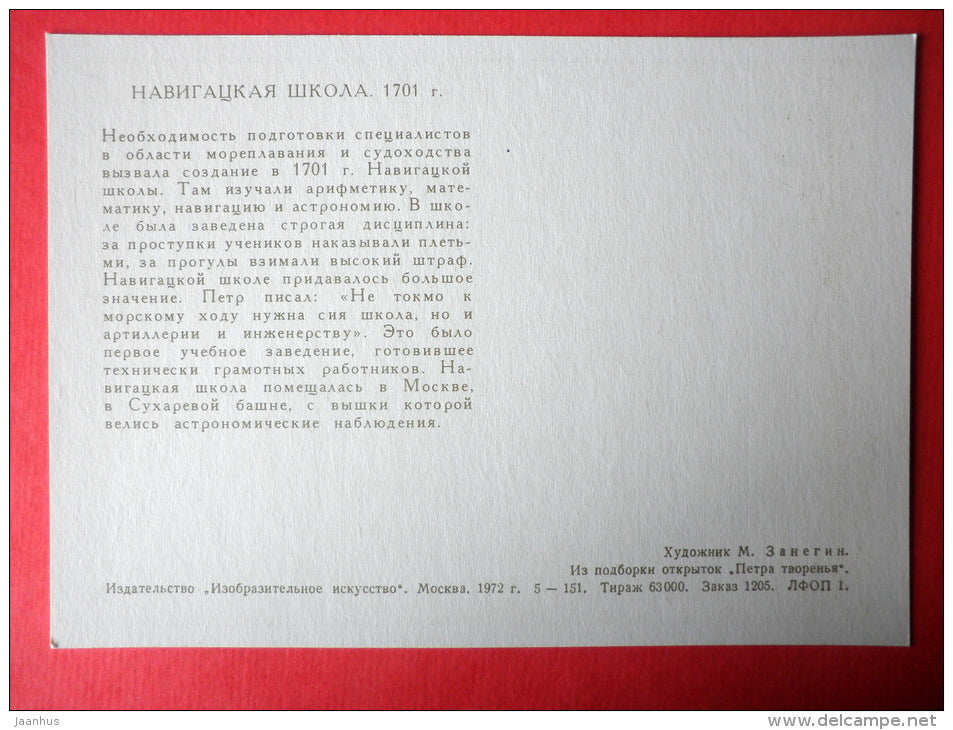 НАВИГАЦКАЯ ШКОЛА. 1701 г.
Необходимость подготовки специалистов
в области мореплавания и судоходства
вызвала создание в 1701 г. Навигацкой
школы. Там изучали арифметику, мате-
матику, навигацию и астрономию. В шко-
ле была заведена строгая дисциплина:
за проступки учеников наказывали плеть-
ми, за прогулы взимали высокий штраф.
Навигацкой школе придавалось большое
значение. Петр писал: «Не токмо к
морскому ходу нужна сия школа, но и
артиллерии и инженерству». Это было
первое учебное заведение, готовившее
технически грамотных работников. На-
вигацкая школа помещалась в Москве,
в Сухаревой башне, с вышки которой
велись астрономические наблюдения.
Художник М. Занегин.
Из подборки открыток „Петра творенья“.
Издательство „Изобразительное искусство“. Москва. 1972 г. 5 — 151. Тираж 63 000. Заказ 1205. ЛФОП 1.
jaanhus
www.delcampe.net